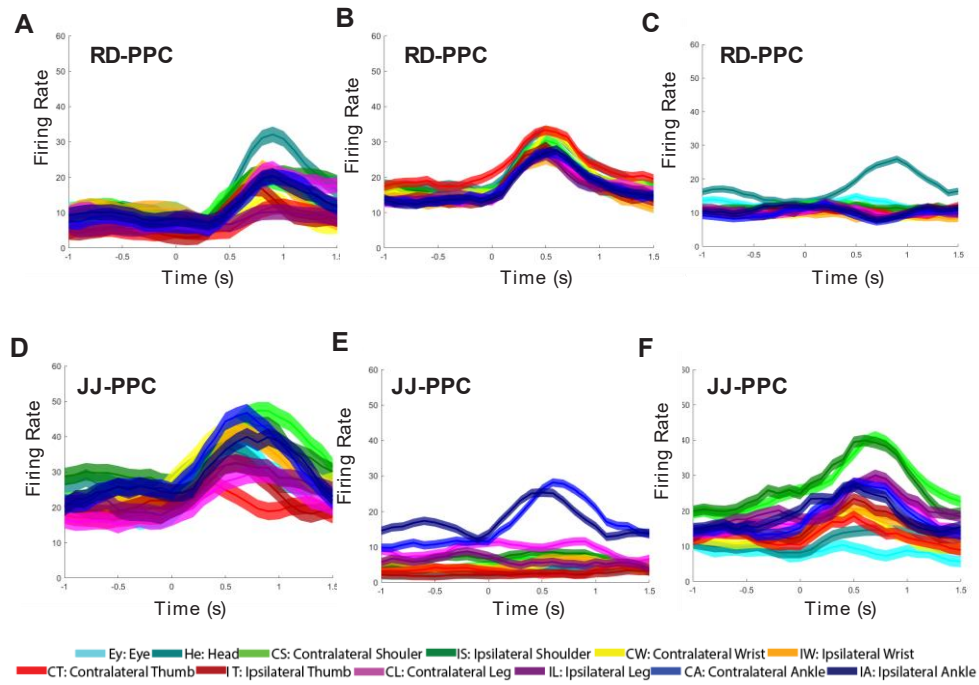 A
RD-PPC
Firing Rate
60
50
40
30
20
10
0
-1 -0.5 0 0.5 1 1.5
Time (s)
B
RD-PPC
Firing Rate
60
50
40
30
20
10
0
-1 -0.5 0 0.5 1 1.5
Time (s)
C
RD-PPC
Firing Rate
60
50
40
30
20
10
0
-1 -0.5 0 0.5 1 1.5
Time (s)
D
JJ-PPC
Firing Rate
60
50
40
30
20
10
0
-1 -0.5 0 0.5 1 1.5
Time (s)
E
JJ-PPC
Firing Rate
60
50
40
30
20
10
0
-1 -0.5 0 0.5 1 1.5
Time (s)
F
JJ-PPC
Firing Rate
60
50
40
30
20
10
0
-1 -0.5 0 0.5 1 1.5
Time (s)
Ey: Eye He: Head CS: Contralateral Shouler IS: Ipsilateral Shoulder CW: Contralateral Wrist IW: Ipsilateral Wrist
CT: Contralateral Thumb I T: Ipsilateral Thumb CL: Contralateral Leg IL: Ipsilateral Leg CA: Contralateral Ankle IA: Ipsilateral Ankle